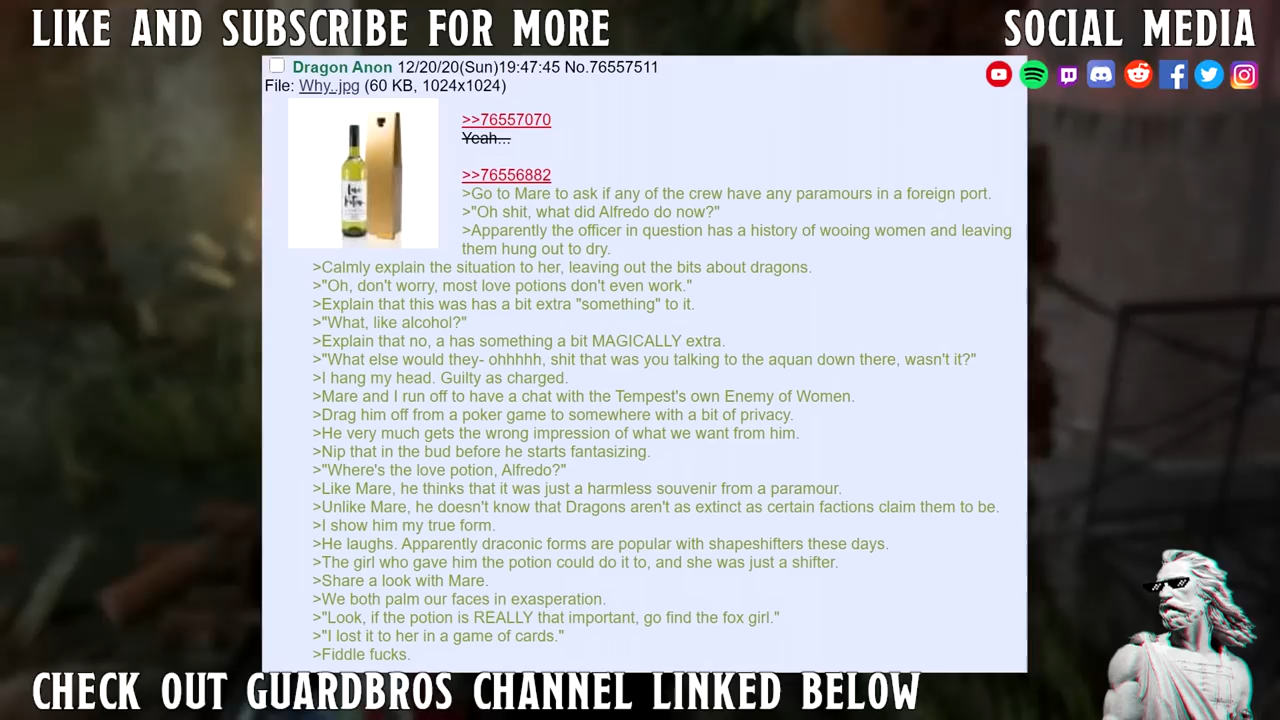 LIKE AND SUBSCRIBE FOR MORE
SOCIAL MEDIA
Dragon Anon 12/20/20(Sun)19:47:45 No.76557511
File: Why..jpg (60 KB, 1024x1024)
Love
Potion
>>76557070
Yeah...
>>76556882
>Go to Mare to ask if any of the crew have any paramours in a foreign port.
>"Oh shit, what did Alfredo do now?"
>Apparently the officer in question has a history of wooing women and leaving
them hung out to dry.
>Calmly explain the situation to her, leaving out the bits about dragons.
>"Oh, don't worry, most love potions don't even work."
>Explain that this was has a bit extra "something" to it.
>"What, like alcohol?"
>Explain that no, a has something a bit MAGICALLY extra.
>"What else would they- ohhhhh, shit that was you talking to the aquan down there, wasn't it?"
>I hang my head. Guilty as charged.
>Mare and I run off to have a chat with the Tempest's own Enemy of Women.
>Drag him off from a poker game to somewhere with a bit of privacy.
>He very much gets the wrong impression of what we want from him.
>Nip that in the bud before he starts fantasizing.
>"Where's the love potion, Alfredo?"
>Like Mare, he thinks that it was just a harmless souvenir from a paramour.
>Unlike Mare, he doesn't know that Dragons aren't as extinct as certain factions claim them to be.
>I show him my true form.
>He laughs. Apparently draconic forms are popular with shapeshifters these days.
>The girl who gave him the potion could do it to, and she was just a shifter.
>Share a look with Mare.
>We both palm our faces in exasperation.
>"Look, if the potion is REALLY that important, go find the fox girl."
>"I lost it to her in a game of cards."
>Fiddle fucks.
CHECK OUT GUARDBROS CHANNEL LINKED BELOW